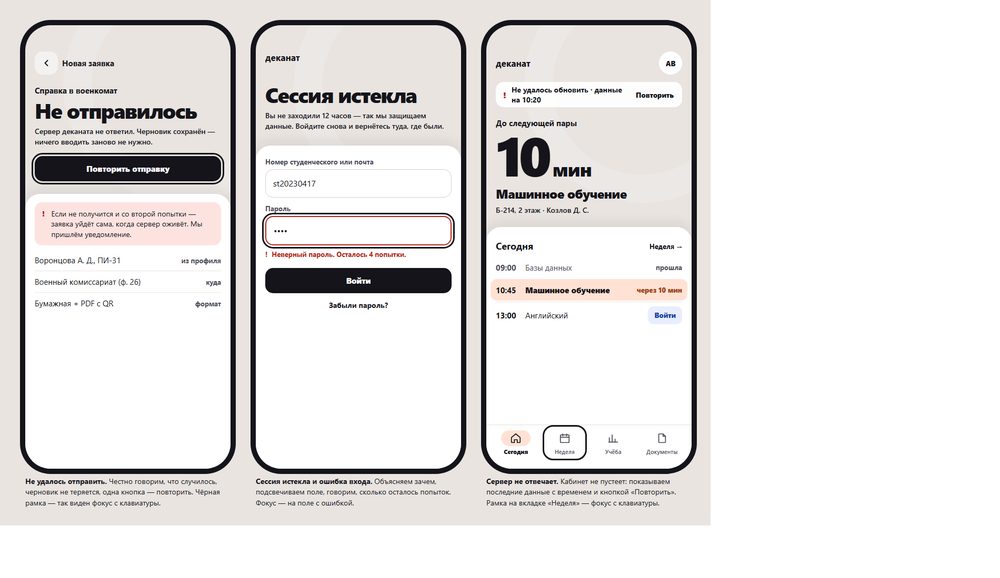 Новая заявка
Справка в военкомат
Не отправилось
Сервер деканата не ответил. Черновик сохранён —
ничего вводить заново не нужно.
Повторить отправку
! Если не получится и со второй попытки —
заявка уйдёт сама, когда сервер оживёт. Мы
пришлём уведомление.
Воронцова А. Д., ПИ-31 из профиля
Военный комиссариат (ф. 26) куда
Бумажная + PDF с QR формат
Не удалось отправить. Честно говорим, что случилось,
черновик не теряется, одна кнопка — повторить. Чёрная
рамка — так виден фокус с клавиатуры.
деканат
Сессия истекла
Вы не заходили 12 часов — так мы защищаем
данные. Войдите снова и вернётесь туда, где были.
Номер студенческого или почта
st20230417
Пароль
••••
! Неверный пароль. Осталось 4 попытки.
Войти
Забыли пароль?
Сессия истекла и ошибка входа. Объясняем зачем,
подсвечиваем поле, говорим, сколько осталось попыток.
Фокус — на поле с ошибкой.
деканат АВ
! Не удалось обновить · данные
на 10:20
Повторить
До следующей пары
10 мин
Машинное обучение
Б-214, 2 этаж · Козлов Д. С.
Сегодня Неделя →
09:00 Базы данных прошла
10:45 Машинное обучение через 10 мин
13:00 Английский Войти
Сегодня Неделя Учёба Документы
Сервер не отвечает. Кабинет не пустеет: показываем
последние данные с временем и кнопкой «Повторить».
Рамка на вкладке «Неделя» — фокус с клавиатуры.